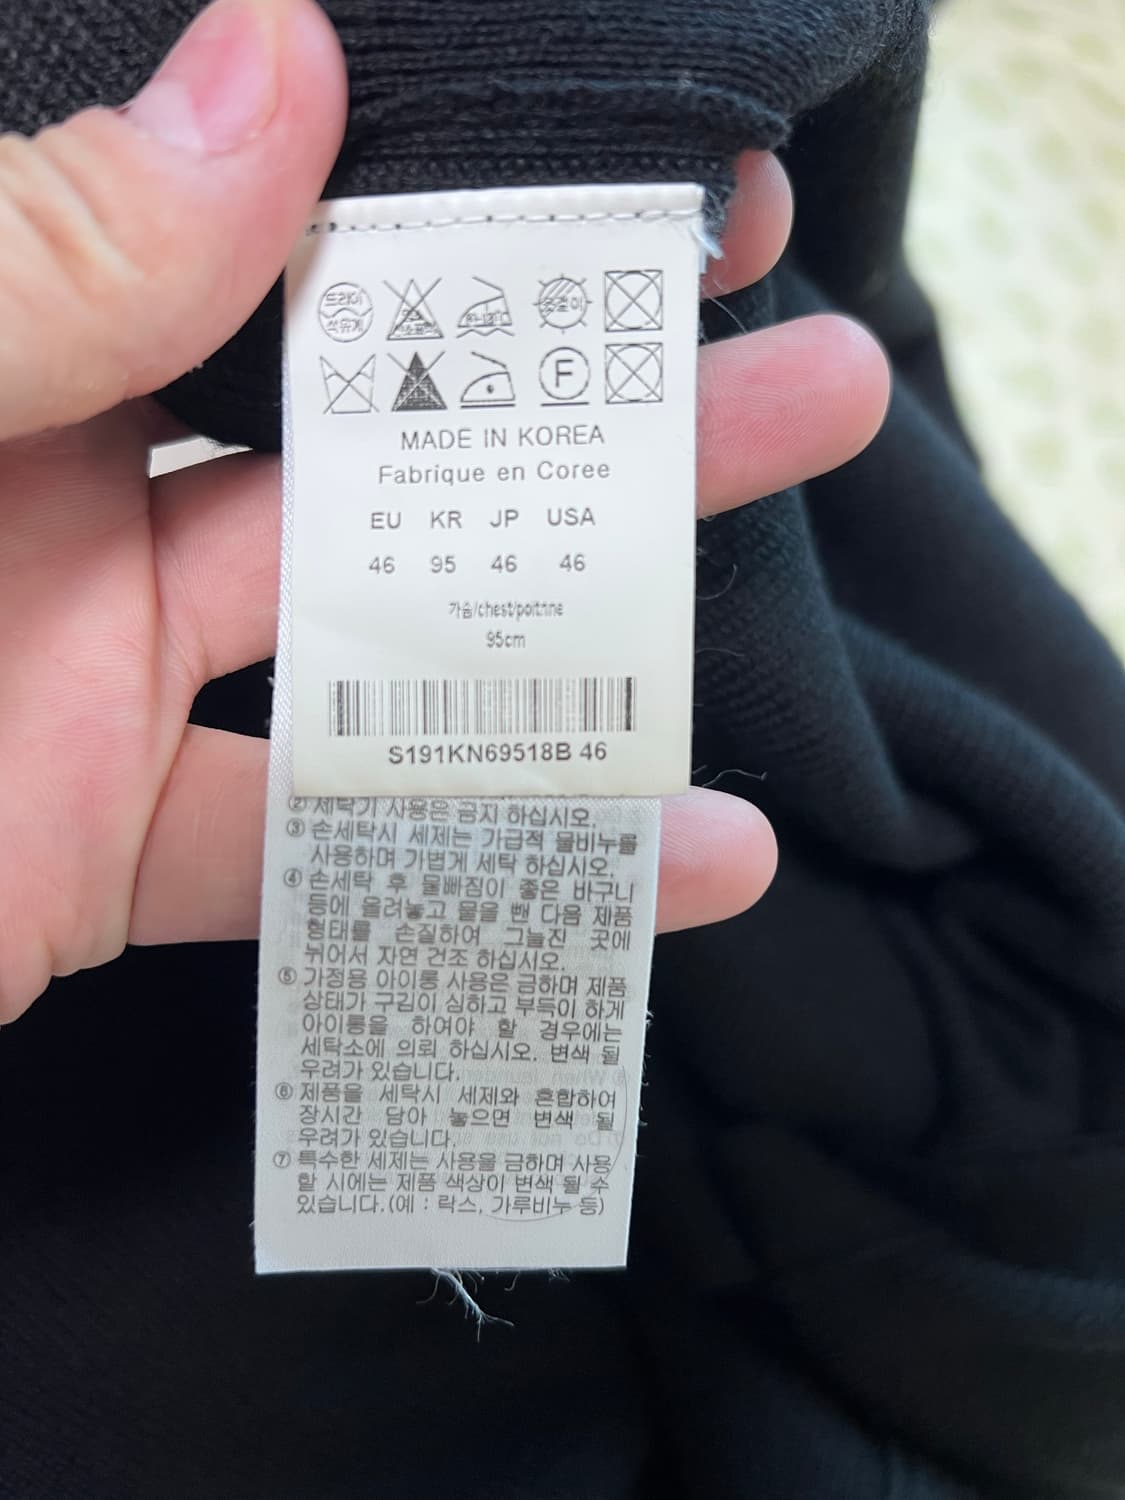 드라이
석유계
옷걸이
F
MADE IN KOREA
Fabrique en Coree
EU KR JP USA
46 95 46 46
가슴/chest/poitrine
95cm
S191KN69518B 46
② 세탁기 사용은 금지 하십시오.
③ 손세탁시 세제는 가급적 물비누를
사용하며 가볍게 세탁 하십시오.
④ 손세탁 후 물빠짐이 좋은 바구니
등에 올려놓고 물을 뺀 다음 제품
형태를 손질하여 그늘진 곳에
뉘어서 자연 건조 하십시오.
⑤ 가정용 아이롱 사용은 금하며 제품
상태가 구김이 심하고 부득이 하게
아이롱을 하여야 할 경우에는
세탁소에 의뢰 하십시오. 변색 될
우려가 있습니다.
⑥ 제품을 세탁시 세제와 혼합하여
장시간 담아 놓으면 변색 될
우려가 있습니다.
⑦ 특수한 세제는 사용을 금하며 사용
할 시에는 제품 색상이 변색 될 수
있습니다.(예 : 락스, 가루비누 등)